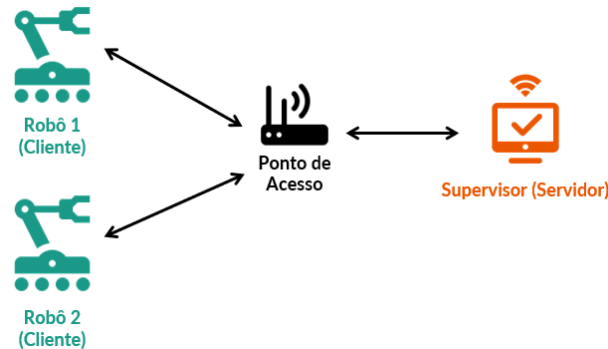 Robô 1
(Cliente)
Ponto de
Acesso
Supervisor (Servidor)
Robô 2
(Cliente)